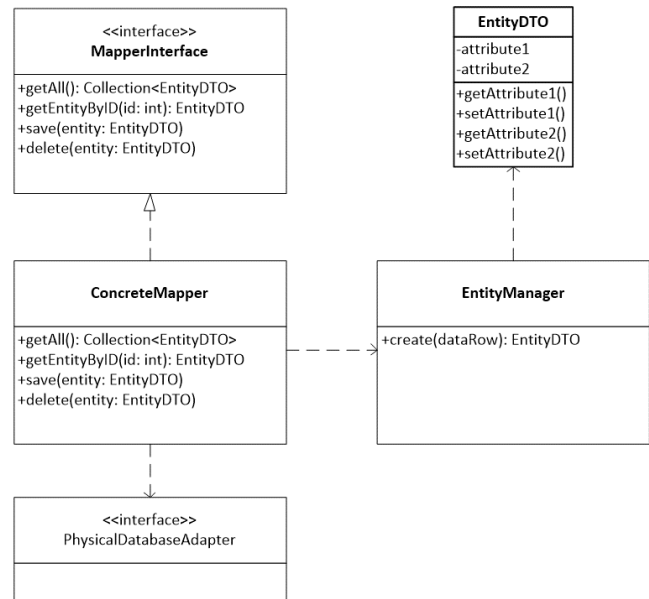 <<interface>>
MapperInterface
+getAll(): Collection<EntityDTO>
+getEntityByID(id: int): EntityDTO
+save(entity: EntityDTO)
+delete(entity: EntityDTO)
EntityDTO
-attribute1
-attribute2
+getAttribute1()
+setAttribute1()
+getAttribute2()
+setAttribute2()
ConcreteMapper
+getAll(): Collection<EntityDTO>
+getEntityByID(id: int): EntityDTO
+save(entity: EntityDTO)
+delete(entity: EntityDTO)
EntityManager
+create(dataRow): EntityDTO
<<interface>>
PhysicalDatabaseAdapter